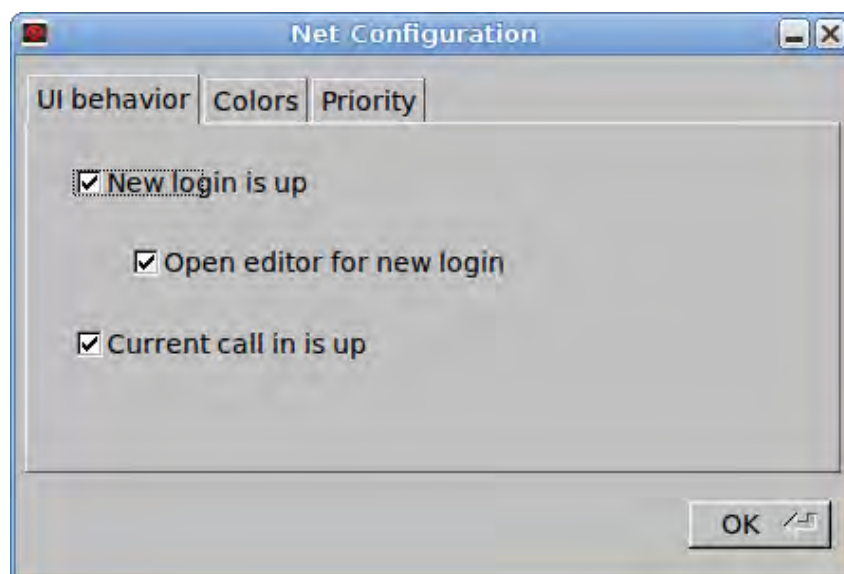 Net Configuration
UI behavior Colors Priority
New login is up
Open editor for new login
Current call in is up
OK